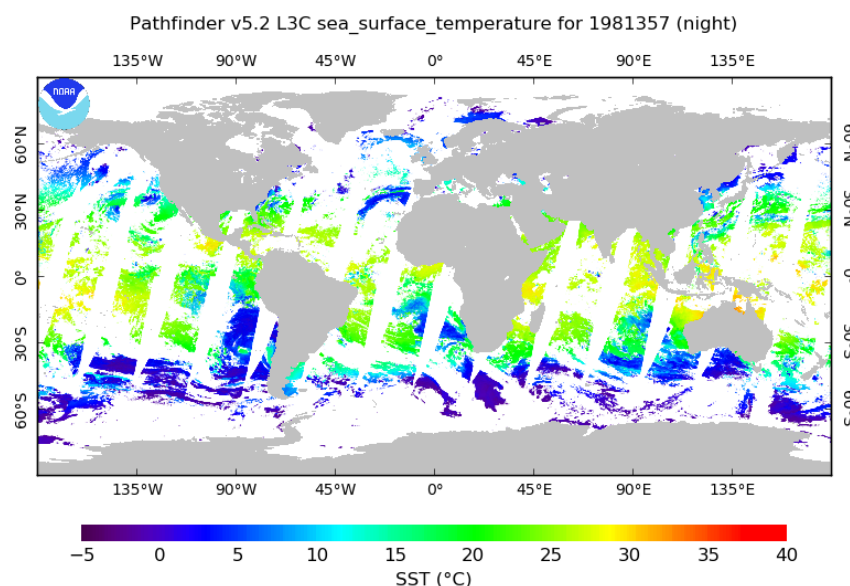 Pathfinder v5.2 L3C sea_surface_temperature for 1981357 (night)
135°W 90°W 45°W 0° 45°E 90°E 135°E
NOAA
60°N 60°N
30°N 30°N
0° 0°
30°S 30°S
60°S 60°S
135°W 90°W 45°W 0° 45°E 90°E 135°E
−5 0 5 10 15 20 25 30 35 40
SST (°C)